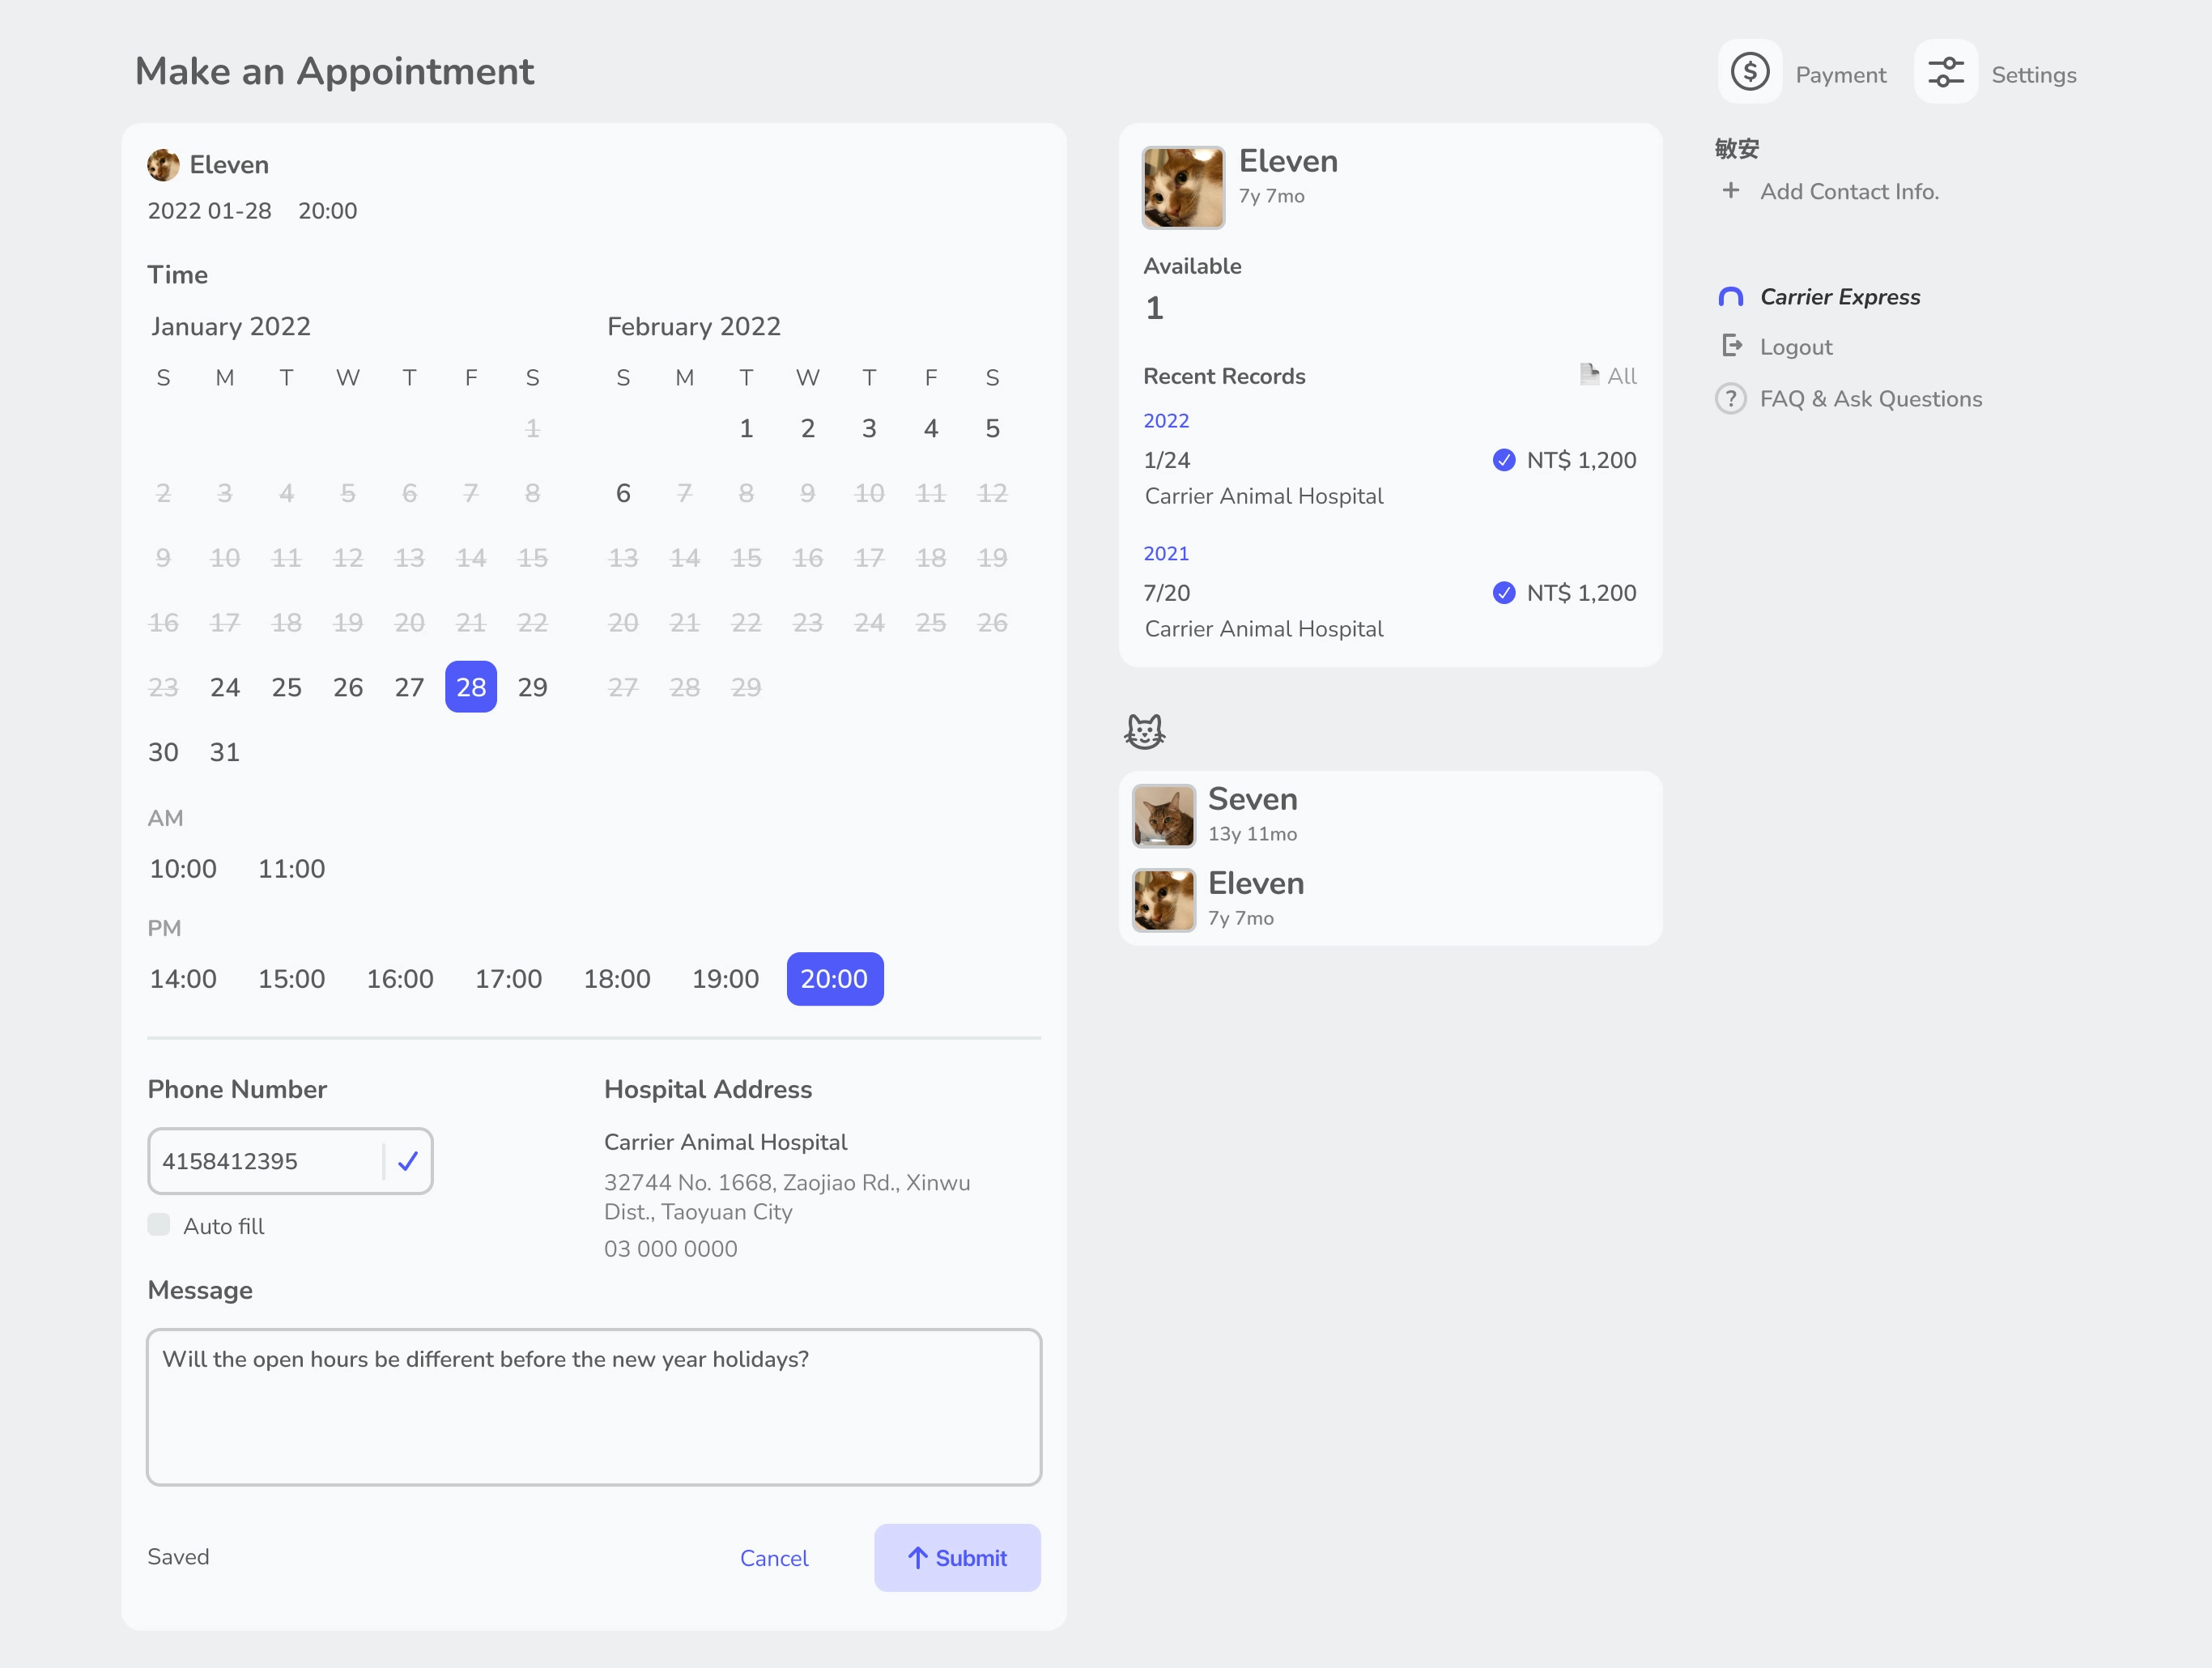 Make an Appointment
Payment
Settings
Eleven
2022 01-28 20:00
Time
January 2022
S M T W T F S
1
2 3 4 5 6 7 8
9 10 11 12 13 14 15
16 17 18 19 20 21 22
23 24 25 26 27 28 29
30 31
February 2022
S M T W T F S
1 2 3 4 5
6 7 8 9 10 11 12
13 14 15 16 17 18 19
20 21 22 23 24 25 26
27 28 29
AM
10:00 11:00
PM
14:00 15:00 16:00 17:00 18:00 19:00 20:00
Phone Number
4158412395
Auto fill
Hospital Address
Carrier Animal Hospital
32744 No. 1668, Zaojiao Rd., Xinwu
Dist., Taoyuan City
03 000 0000
Message
Will the open hours be different before the new year holidays?
Saved
Cancel
Submit
Eleven
7y 7mo
Available
1
Recent Records
All
2022
1/24 NT$ 1,200
Carrier Animal Hospital
2021
7/20 NT$ 1,200
Carrier Animal Hospital
Seven
13y 11mo
Eleven
7y 7mo
敏安
Add Contact Info.
Carrier Express
Logout
FAQ & Ask Questions